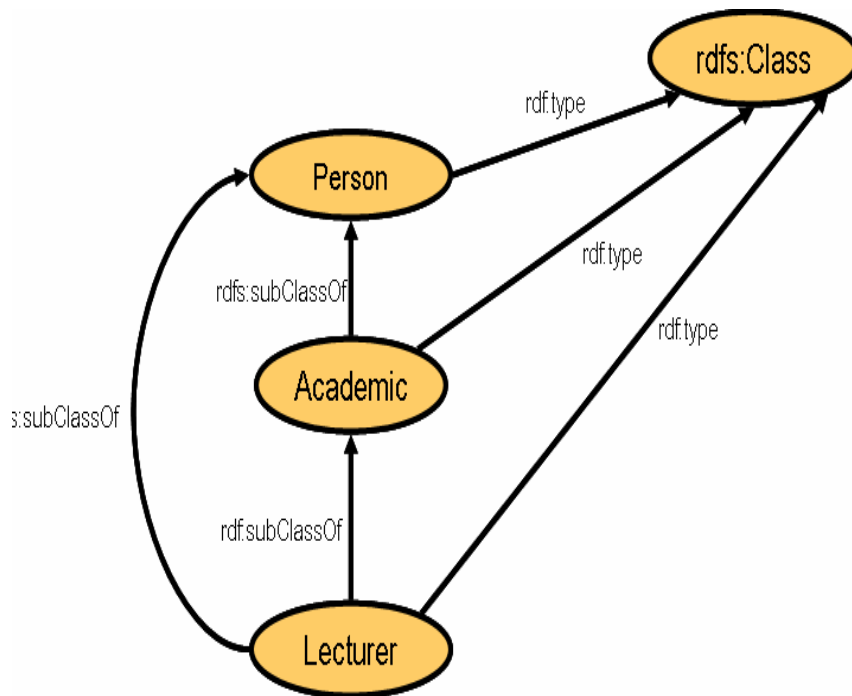 rdfs:Class
rdf:type
Person
rdf:type
rdfs:subClassOf
rdf:type
Academic
s:subClassOf
rdf:subClassOf
Lecturer